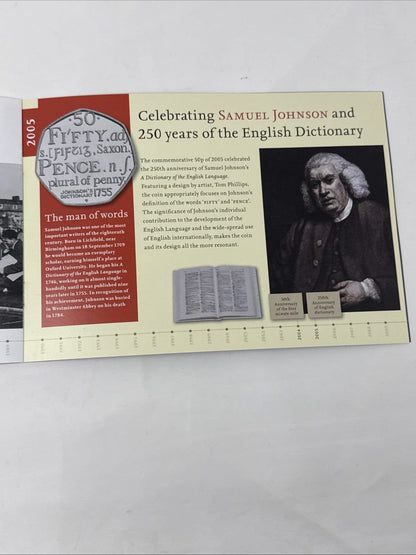 2005
50
FIFTY.ad
s.[ fiftiʒ, Saxon.]
PENCE. n.ſ
plural of penny
JOHNSON'S
DICTIONARY 1755
The man of words
Samuel Johnson was one of the most
important writers of the eighteenth
century. Born in Lichfield, near
Birmingham on 18 September 1709
he would become an exemplary
scholar, earning himself a place at
Oxford University. He began his A
Dictionary of the English Language in
1746, working on it almost single-
handedly until it was published nine
years later in 1755. In recognition of
his achievement, Johnson was buried
in Westminster Abbey on his death
in 1784.
Celebrating SAMUEL JOHNSON and
250 years of the English Dictionary
The commemorative 50p of 2005 celebrated
the 250th anniversary of Samuel Johnson's
A Dictionary of the English Language.
Featuring a design by artist, Tom Phillips,
the coin appropriately focuses on Johnson's
definition of the words 'FIFTY' and 'PENCE'.
The significance of Johnson's individual
contribution to the development of the
English Language and the wide-spread use
of English internationally, makes the coin
and its design all the more resonant.
50th
Anniversary
of the first
minute mile
250th
Anniversary
of English
dictionary
2004
2005